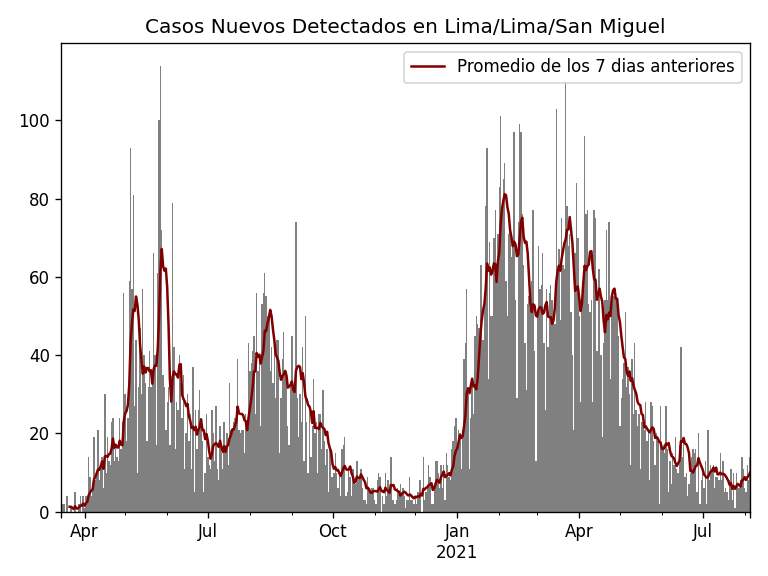 Casos Nuevos Detectados en Lima/Lima/San Miguel
Promedio de los 7 dias anteriores
100
80
60
40
20
0
Apr Jul Oct Jan Apr Jul
2021